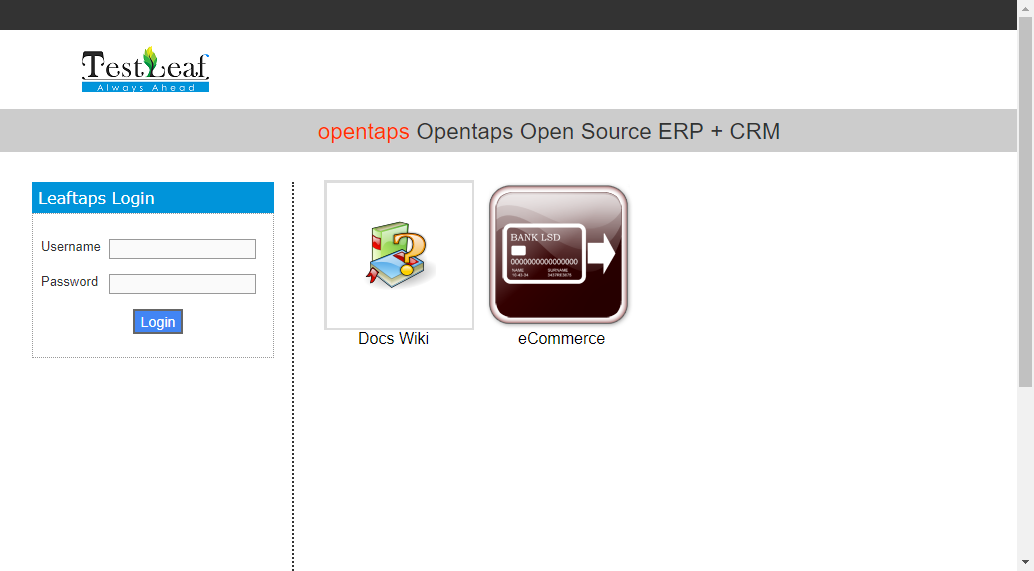 TestLeaf
Always Ahead
opentaps Opentaps Open Source ERP + CRM
Leaftaps Login
Username
Password
Login
BANK LSD
0000000000000000
NAME SURNAME
Docs Wiki
eCommerce